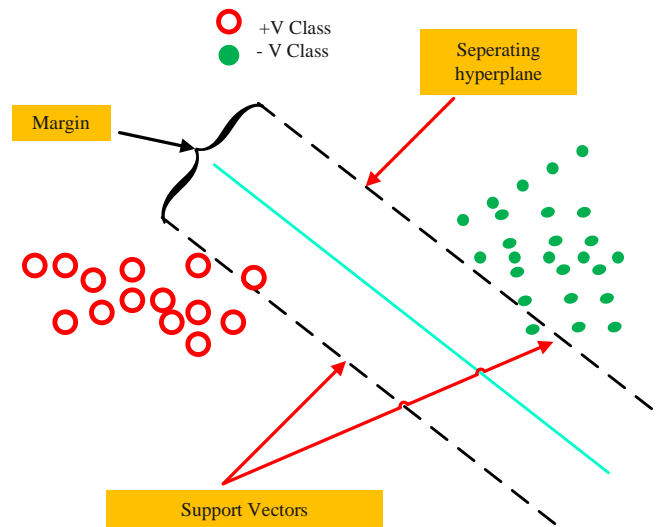 +V Class
- V Class
Seperating
hyperplane
Margin
Support Vectors